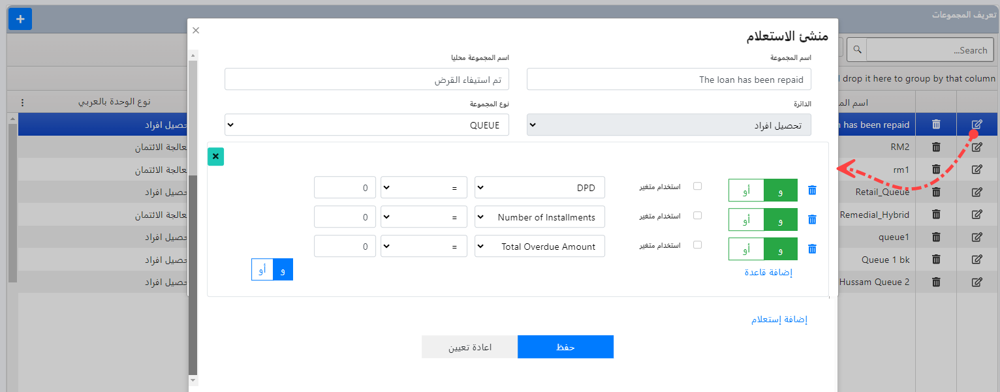 تعريف المجموعات
Search...
drop it here to group by that column
اسم
نوع الوحدة بالعربي
has been repaid
تحصيل افراد
RM2
عالجة الائتمان
rm1
عالجة الائتمان
Retail_Queue
حصيل افراد
Remedial_Hybrid
عالجة الائتمان
queue1
حصيل افراد
Queue 1 bk
حصيل افراد
Hussam Queue 2
حصيل افراد
منشئ الاستعلام
اسم المجموعة
اسم المجموعة محليا
The loan has been repaid
تم استيفاء القرض
الدائرة
نوع المجموعة
تحصيل افراد
QUEUE
و أو استخدام متغير DPD = 0
و أو استخدام متغير Number of Installments = 0
و أو استخدام متغير Total Overdue Amount = 0
إضافة قاعدة
و أو
إضافة إستعلام
حفظ
اعادة تعيين